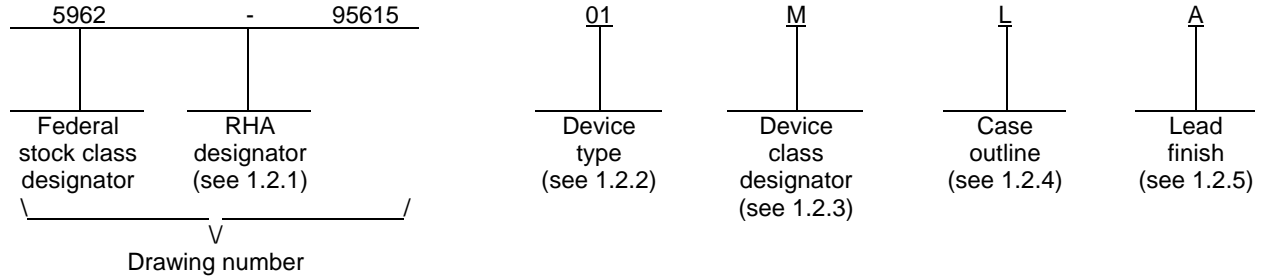 5962 - 95615 01 M L A
Federal stock class designator
RHA designator (see 1.2.1)
Device type (see 1.2.2)
Device class designator (see 1.2.3)
Case outline (see 1.2.4)
Lead finish (see 1.2.5)
\ /
\/
Drawing number